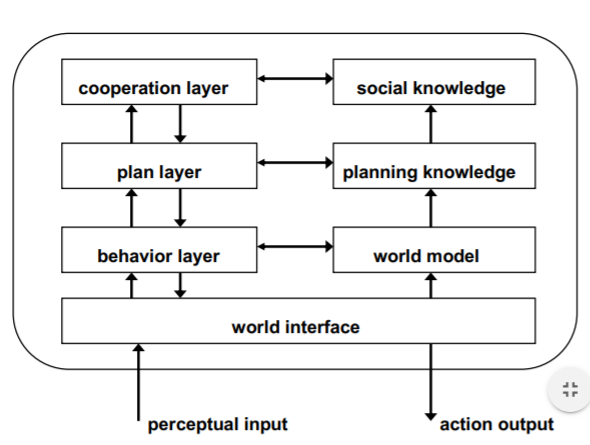 cooperation layer
social knowledge
plan layer
planning knowledge
behavior layer
world model
world interface
perceptual input
action output